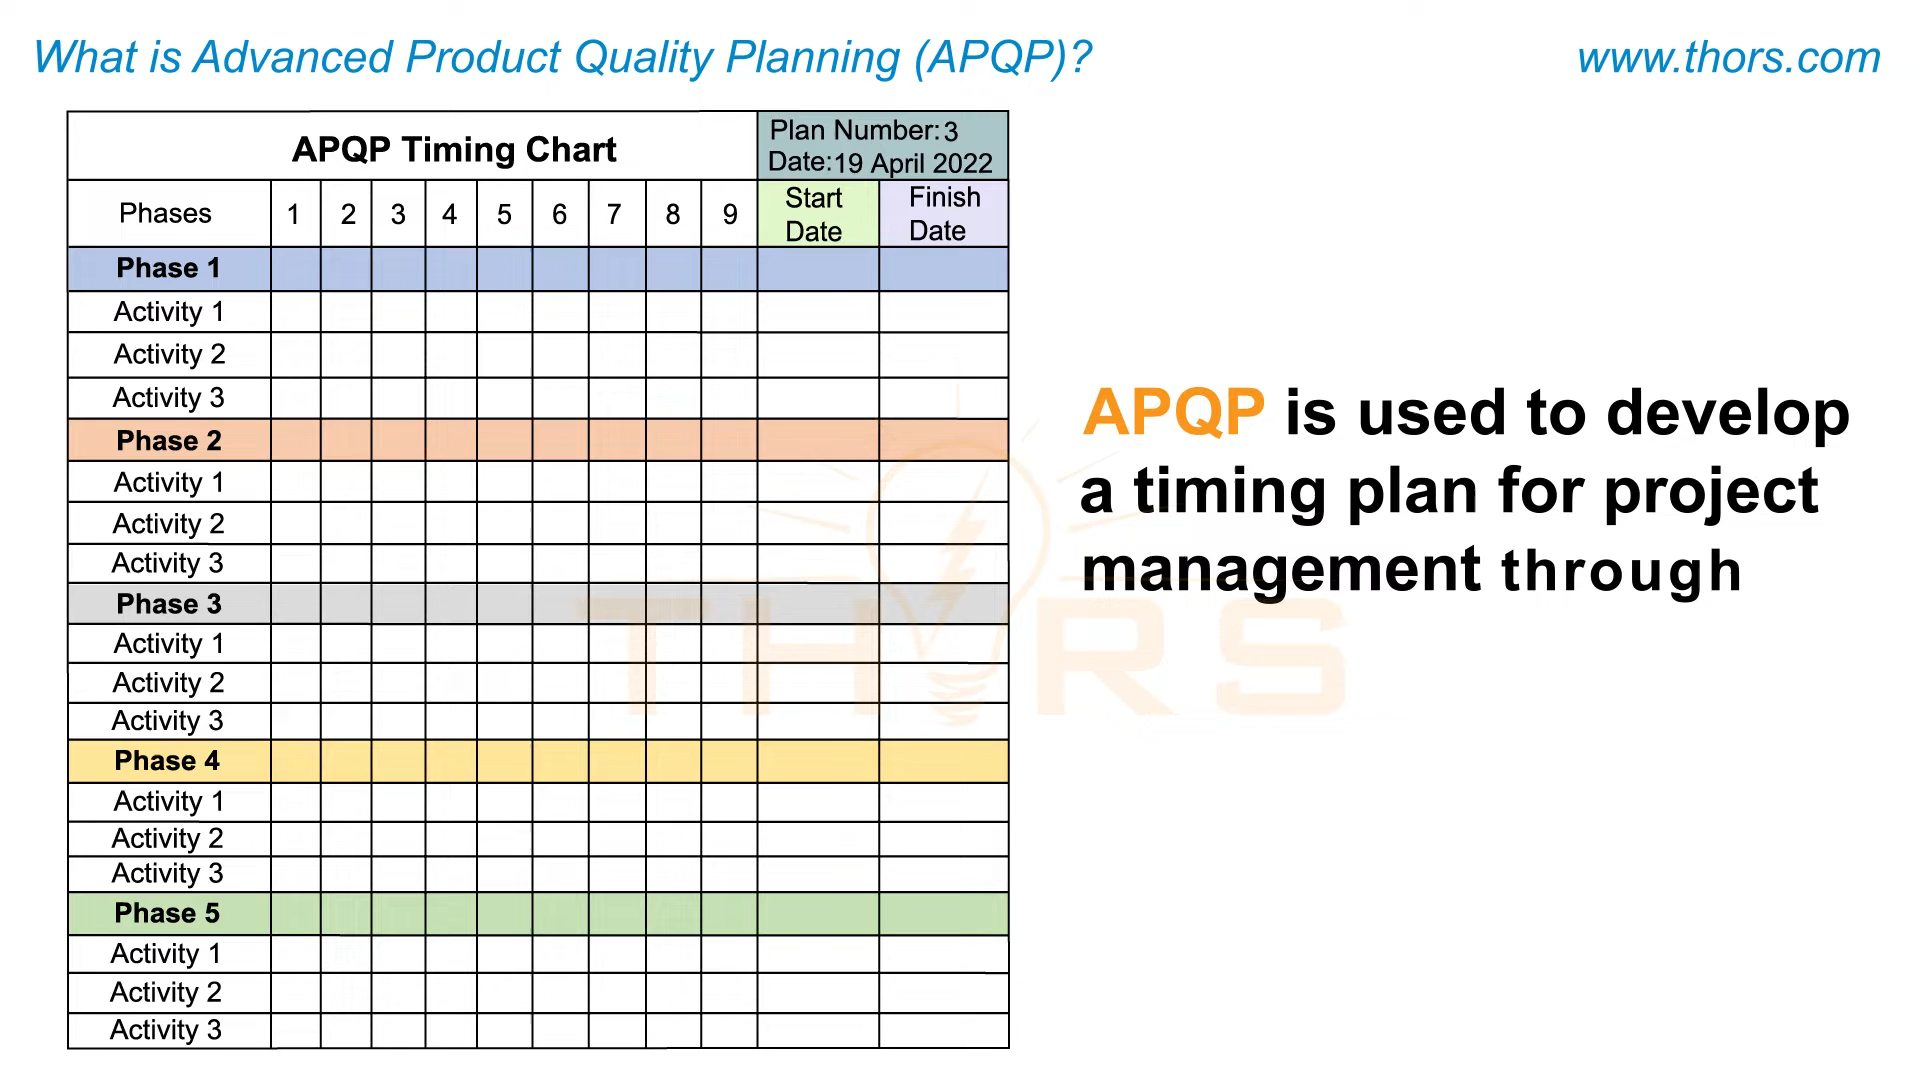 What is Advanced Product Quality Planning (APQP)?
www.thors.com
APQP Timing Chart
Plan Number:3
Date:19 April 2022
Phases 1 2 3 4 5 6 7 8 9 Start Date Finish Date
Phase 1
Activity 1
Activity 2
Activity 3
Phase 2
Activity 1
Activity 2
Activity 3
Phase 3
Activity 1
Activity 2
Activity 3
Phase 4
Activity 1
Activity 2
Activity 3
Phase 5
Activity 1
Activity 2
Activity 3
APQP is used to develop
a timing plan for project
management through
THORS